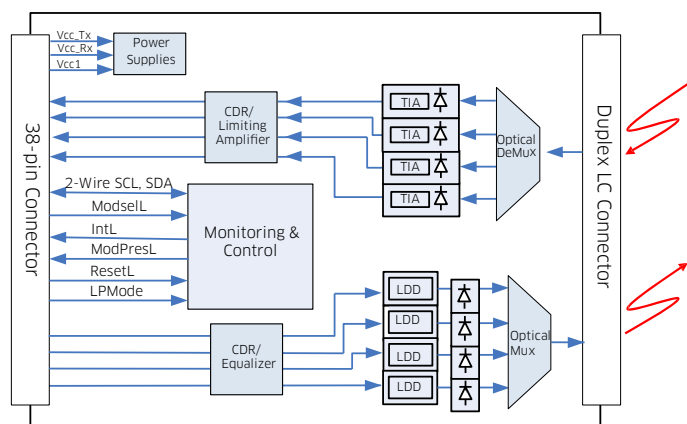 Vcc_Tx
Vcc_Rx
Vcc1
Power
Supplies
CDR/
Limiting
Amplifier
TIA
TIA
TIA
TIA
Optical
DeMux
38-pin Connector
Duplex LC Connector
2-Wire SCL, SDA
ModselL
IntL
ModPresL
ResetL
LPMode
Monitoring &
Control
CDR/
Equalizer
LDD
LDD
LDD
LDD
Optical
Mux